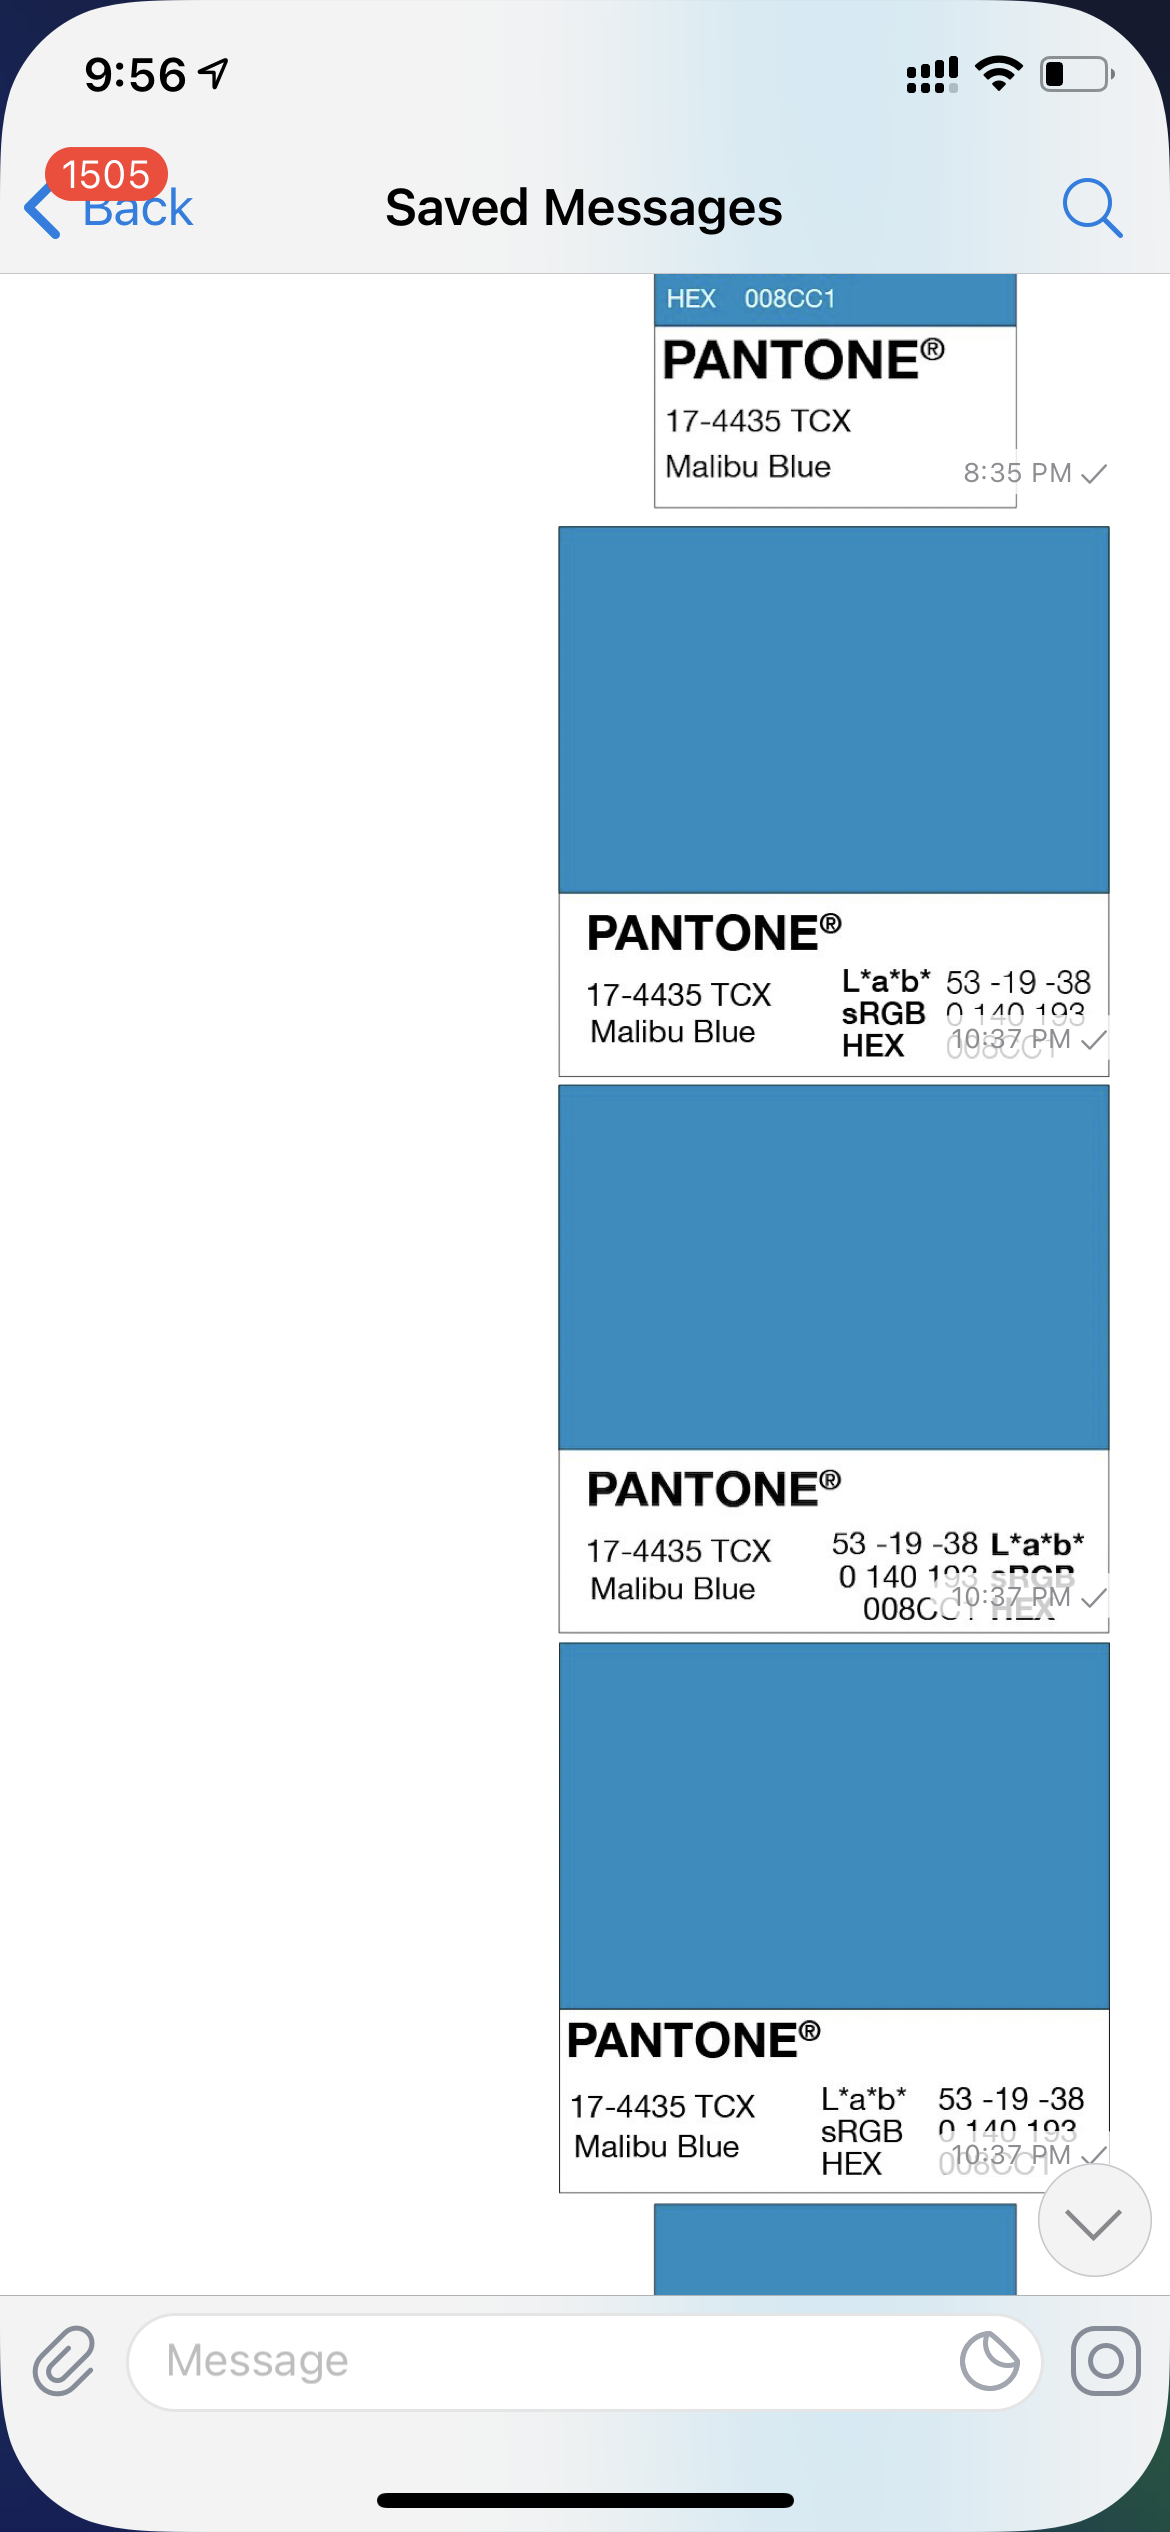 9:56
1505
Back
Saved Messages
HEX 008CC1
PANTONE®
17-4435 TCX
Malibu Blue
8:35 PM
PANTONE®
17-4435 TCX
Malibu Blue
L*a*b* 53 -19 -38
sRGB 0 140 193
HEX 008CC1
10:37 PM
PANTONE®
17-4435 TCX
Malibu Blue
53 -19 -38 L*a*b*
0 140 193 sRGB
008CC1 HEX
10:37 PM
PANTONE®
17-4435 TCX
Malibu Blue
L*a*b* 53 -19 -38
sRGB 0 140 193
HEX 008CC1
10:37 PM
Message